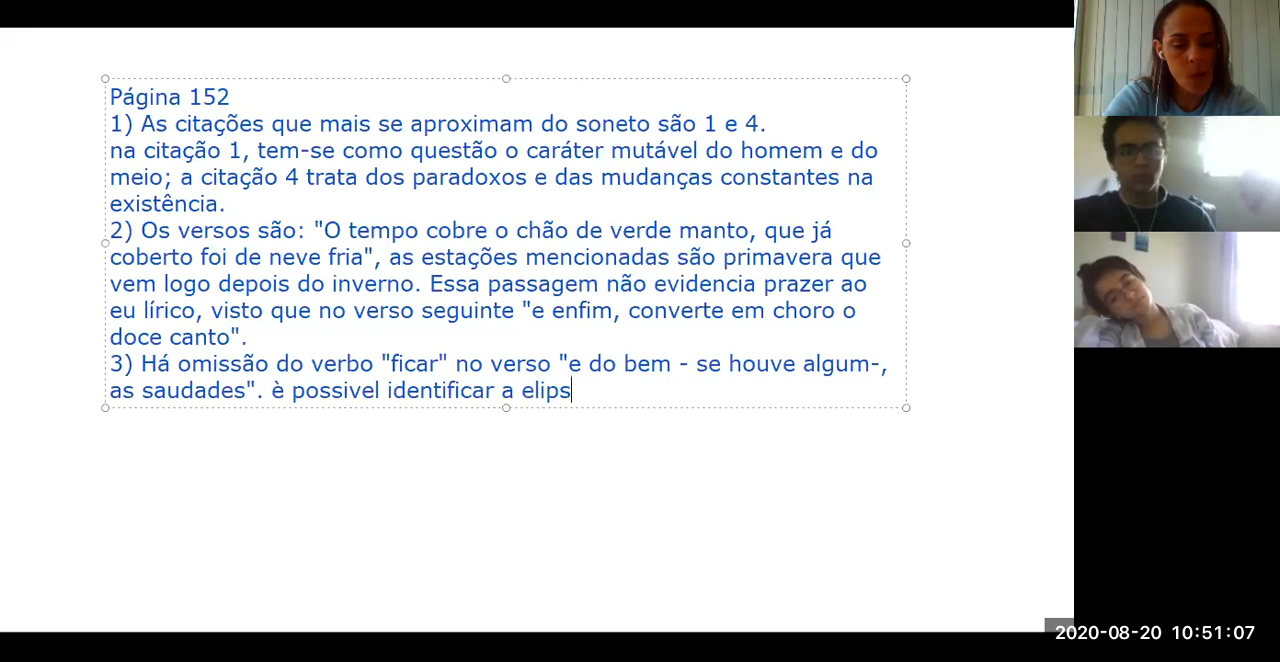 Página 152
1) As citações que mais se aproximam do soneto são 1 e 4.
na citação 1, tem-se como questão o caráter mutável do homem e do
meio; a citação 4 trata dos paradoxos e das mudanças constantes na
existência.
2) Os versos são: "O tempo cobre o chão de verde manto, que já
coberto foi de neve fria", as estações mencionadas são primavera que
vem logo depois do inverno. Essa passagem não evidencia prazer ao
eu lírico, visto que no verso seguinte "e enfim, converte em choro o
doce canto".
3) Há omissão do verbo "ficar" no verso "e do bem - se houve algum-,
as saudades". è possivel identificar a elips
2020-08-20 10:51:07